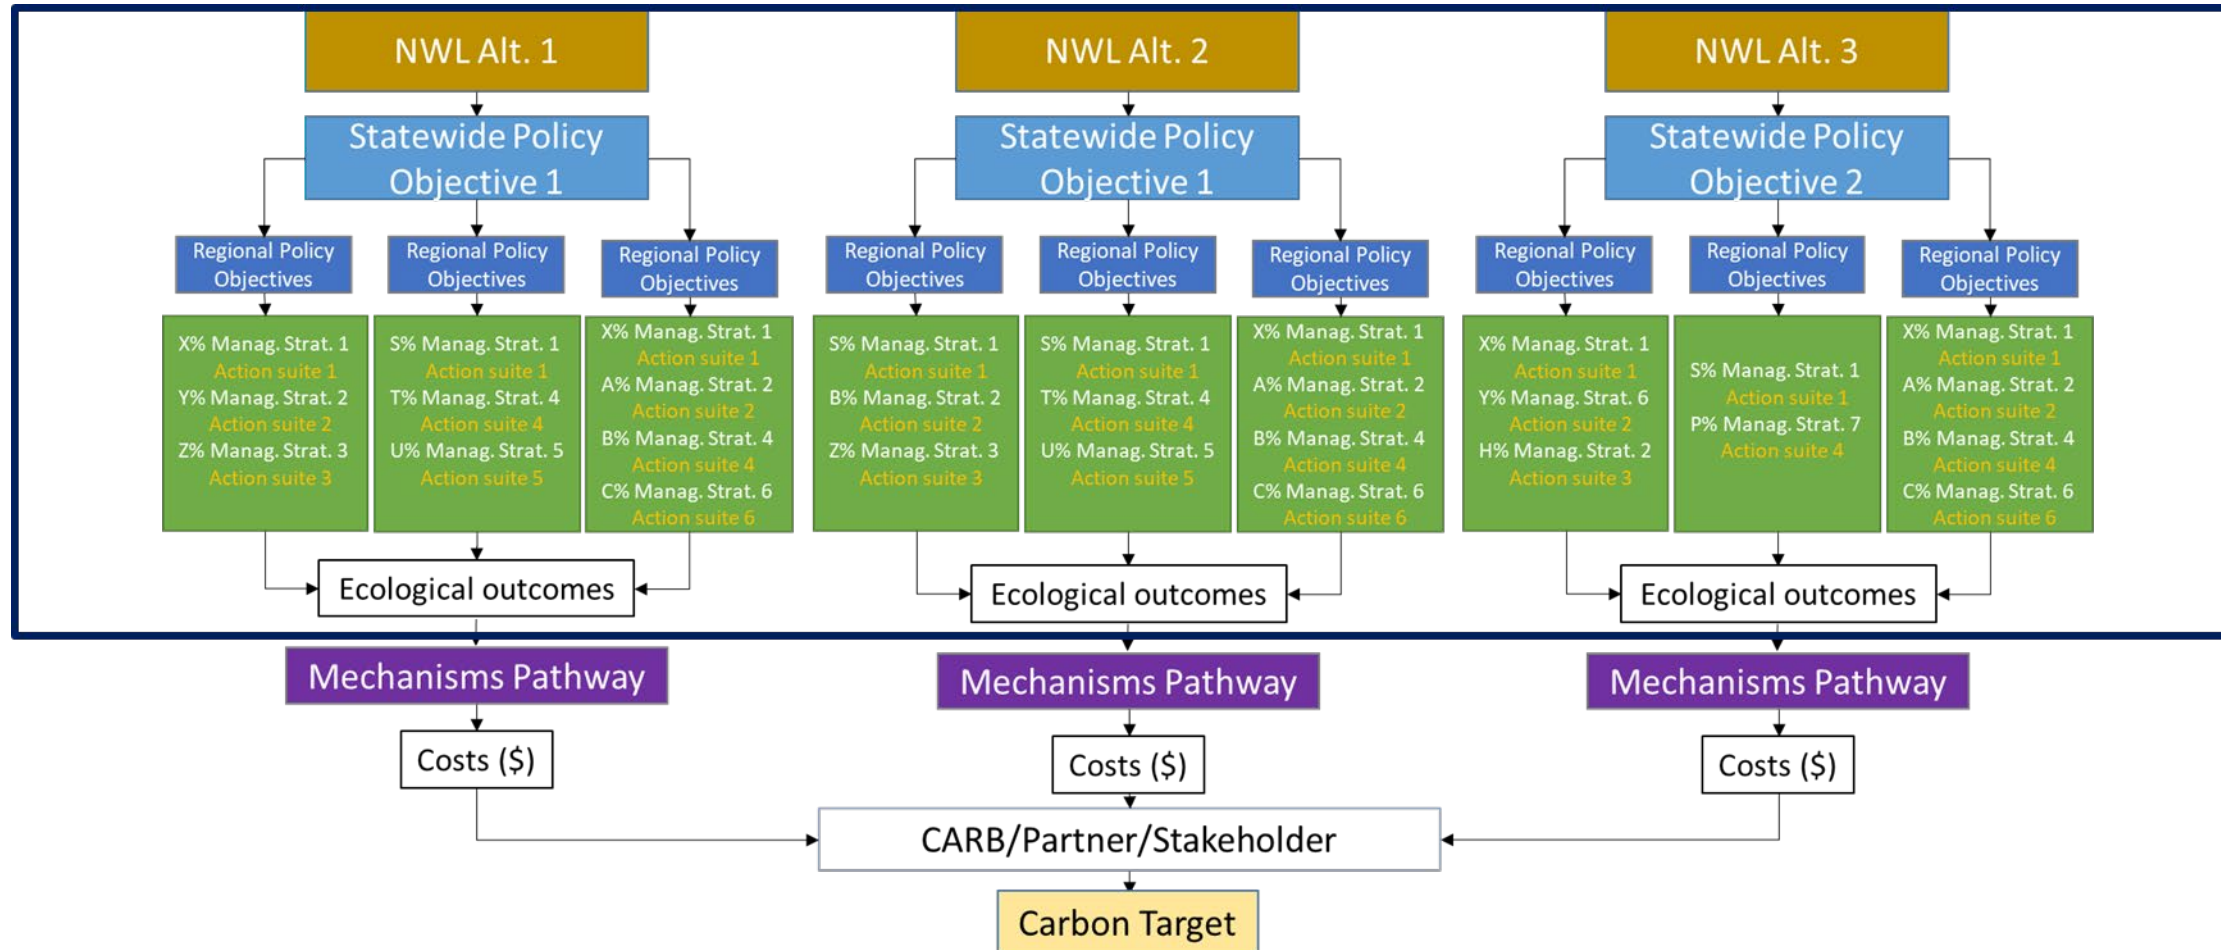 NWL Alt. 1
NWL Alt. 2
NWL Alt. 3
Statewide Policy
Objective 1
Statewide Policy
Objective 1
Statewide Policy
Objective 2
Regional Policy
Objectives
Regional Policy
Objectives
Regional Policy
Objectives
Regional Policy
Objectives
Regional Policy
Objectives
Regional Policy
Objectives
Regional Policy
Objectives
Regional Policy
Objectives
Regional Policy
Objectives
X% Manag. Strat. 1
Action suite 1
Y% Manag. Strat. 2
Action suite 2
Z% Manag. Strat. 3
Action suite 3
S% Manag. Strat. 1
Action suite 1
T% Manag. Strat. 4
Action suite 4
U% Manag. Strat. 5
Action suite 5
X% Manag. Strat. 1
Action suite 1
A% Manag. Strat. 2
Action suite 2
B% Manag. Strat. 4
Action suite 4
C% Manag. Strat. 6
Action suite 6
S% Manag. Strat. 1
Action suite 1
B% Manag. Strat. 2
Action suite 2
Z% Manag. Strat. 3
Action suite 3
S% Manag. Strat. 1
Action suite 1
T% Manag. Strat. 4
Action suite 4
U% Manag. Strat. 5
Action suite 5
X% Manag. Strat. 1
Action suite 1
A% Manag. Strat. 2
Action suite 2
B% Manag. Strat. 4
Action suite 4
C% Manag. Strat. 6
Action suite 6
X% Manag. Strat. 1
Action suite 1
Y% Manag. Strat. 6
Action suite 2
H% Manag. Strat. 2
Action suite 3
S% Manag. Strat. 1
Action suite 1
P% Manag. Strat. 7
Action suite 4
X% Manag. Strat. 1
Action suite 1
A% Manag. Strat. 2
Action suite 2
B% Manag. Strat. 4
Action suite 4
C% Manag. Strat. 6
Action suite 6
Ecological outcomes
Ecological outcomes
Ecological outcomes
Mechanisms Pathway
Mechanisms Pathway
Mechanisms Pathway
Costs ($)
Costs ($)
Costs ($)
CARB/Partner/Stakeholder
Carbon Target